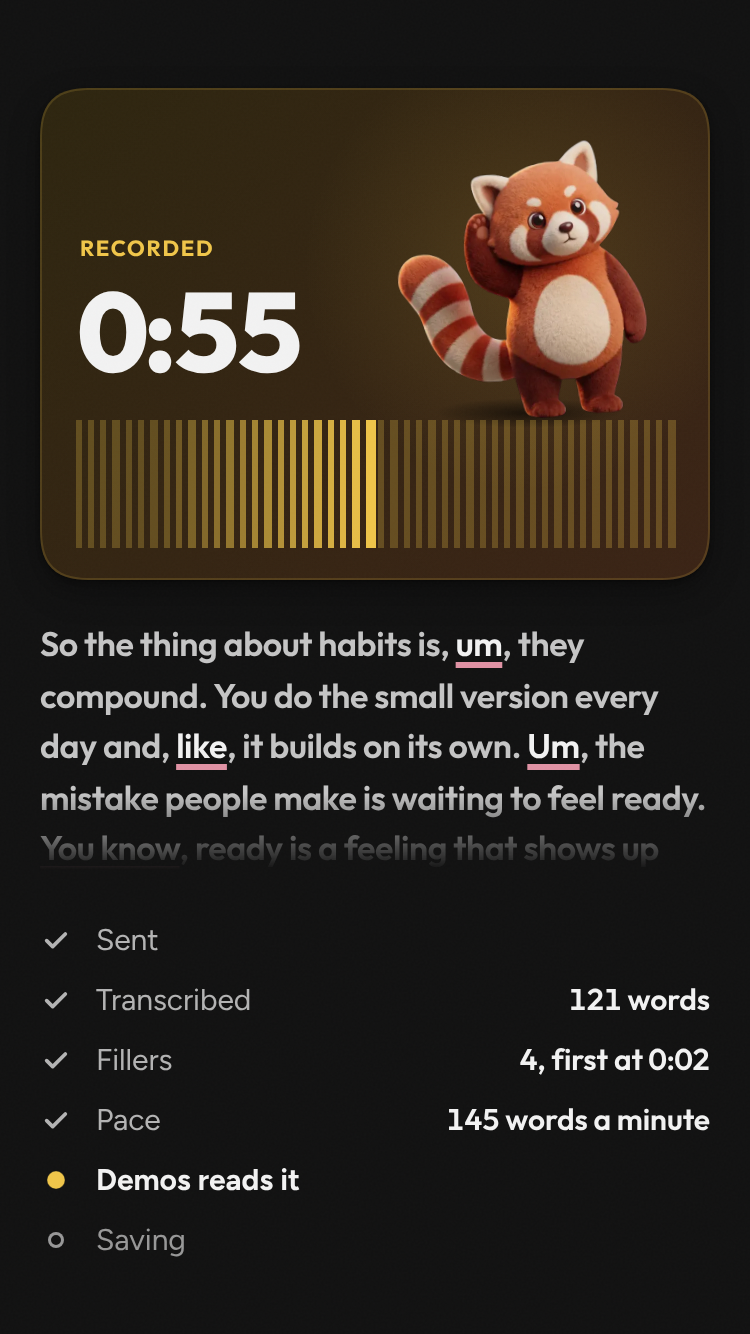 RECORDED
0:55
So the thing about habits is, um, they
compound. You do the small version every
day and, like, it builds on its own. Um, the
mistake people make is waiting to feel ready.
You know, ready is a feeling that shows up
Sent
Transcribed 121 words
Fillers 4, first at 0:02
Pace 145 words a minute
Demos reads it
Saving